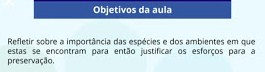 Objetivos da aula
Refletir sobre a importância das espécies e dos ambientes em que
estas se encontram para então justificar os esforços para a
preservação.